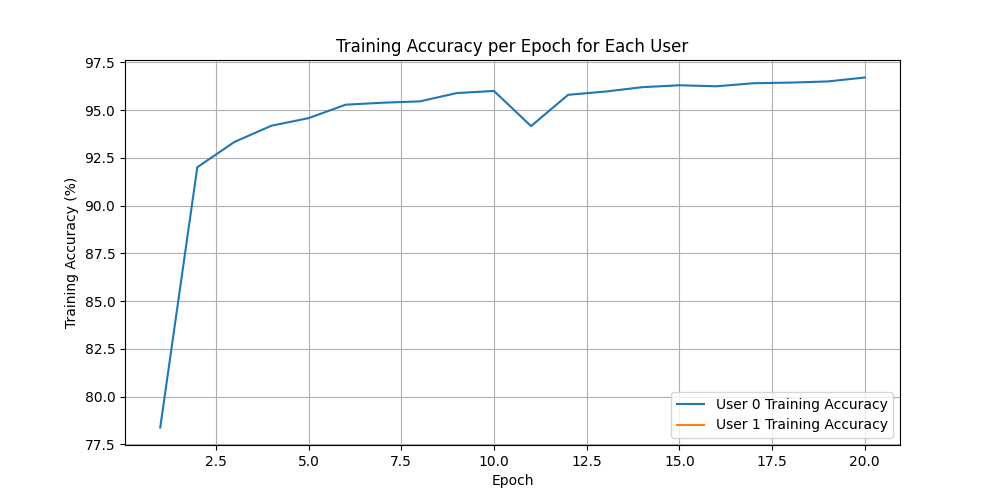 Training Accuracy per Epoch for Each User
Training Accuracy (%)
97.5
95.0
92.5
90.0
87.5
85.0
82.5
80.0
77.5
2.5 5.0 7.5 10.0 12.5 15.0 17.5 20.0
Epoch
User 0 Training Accuracy
User 1 Training Accuracy